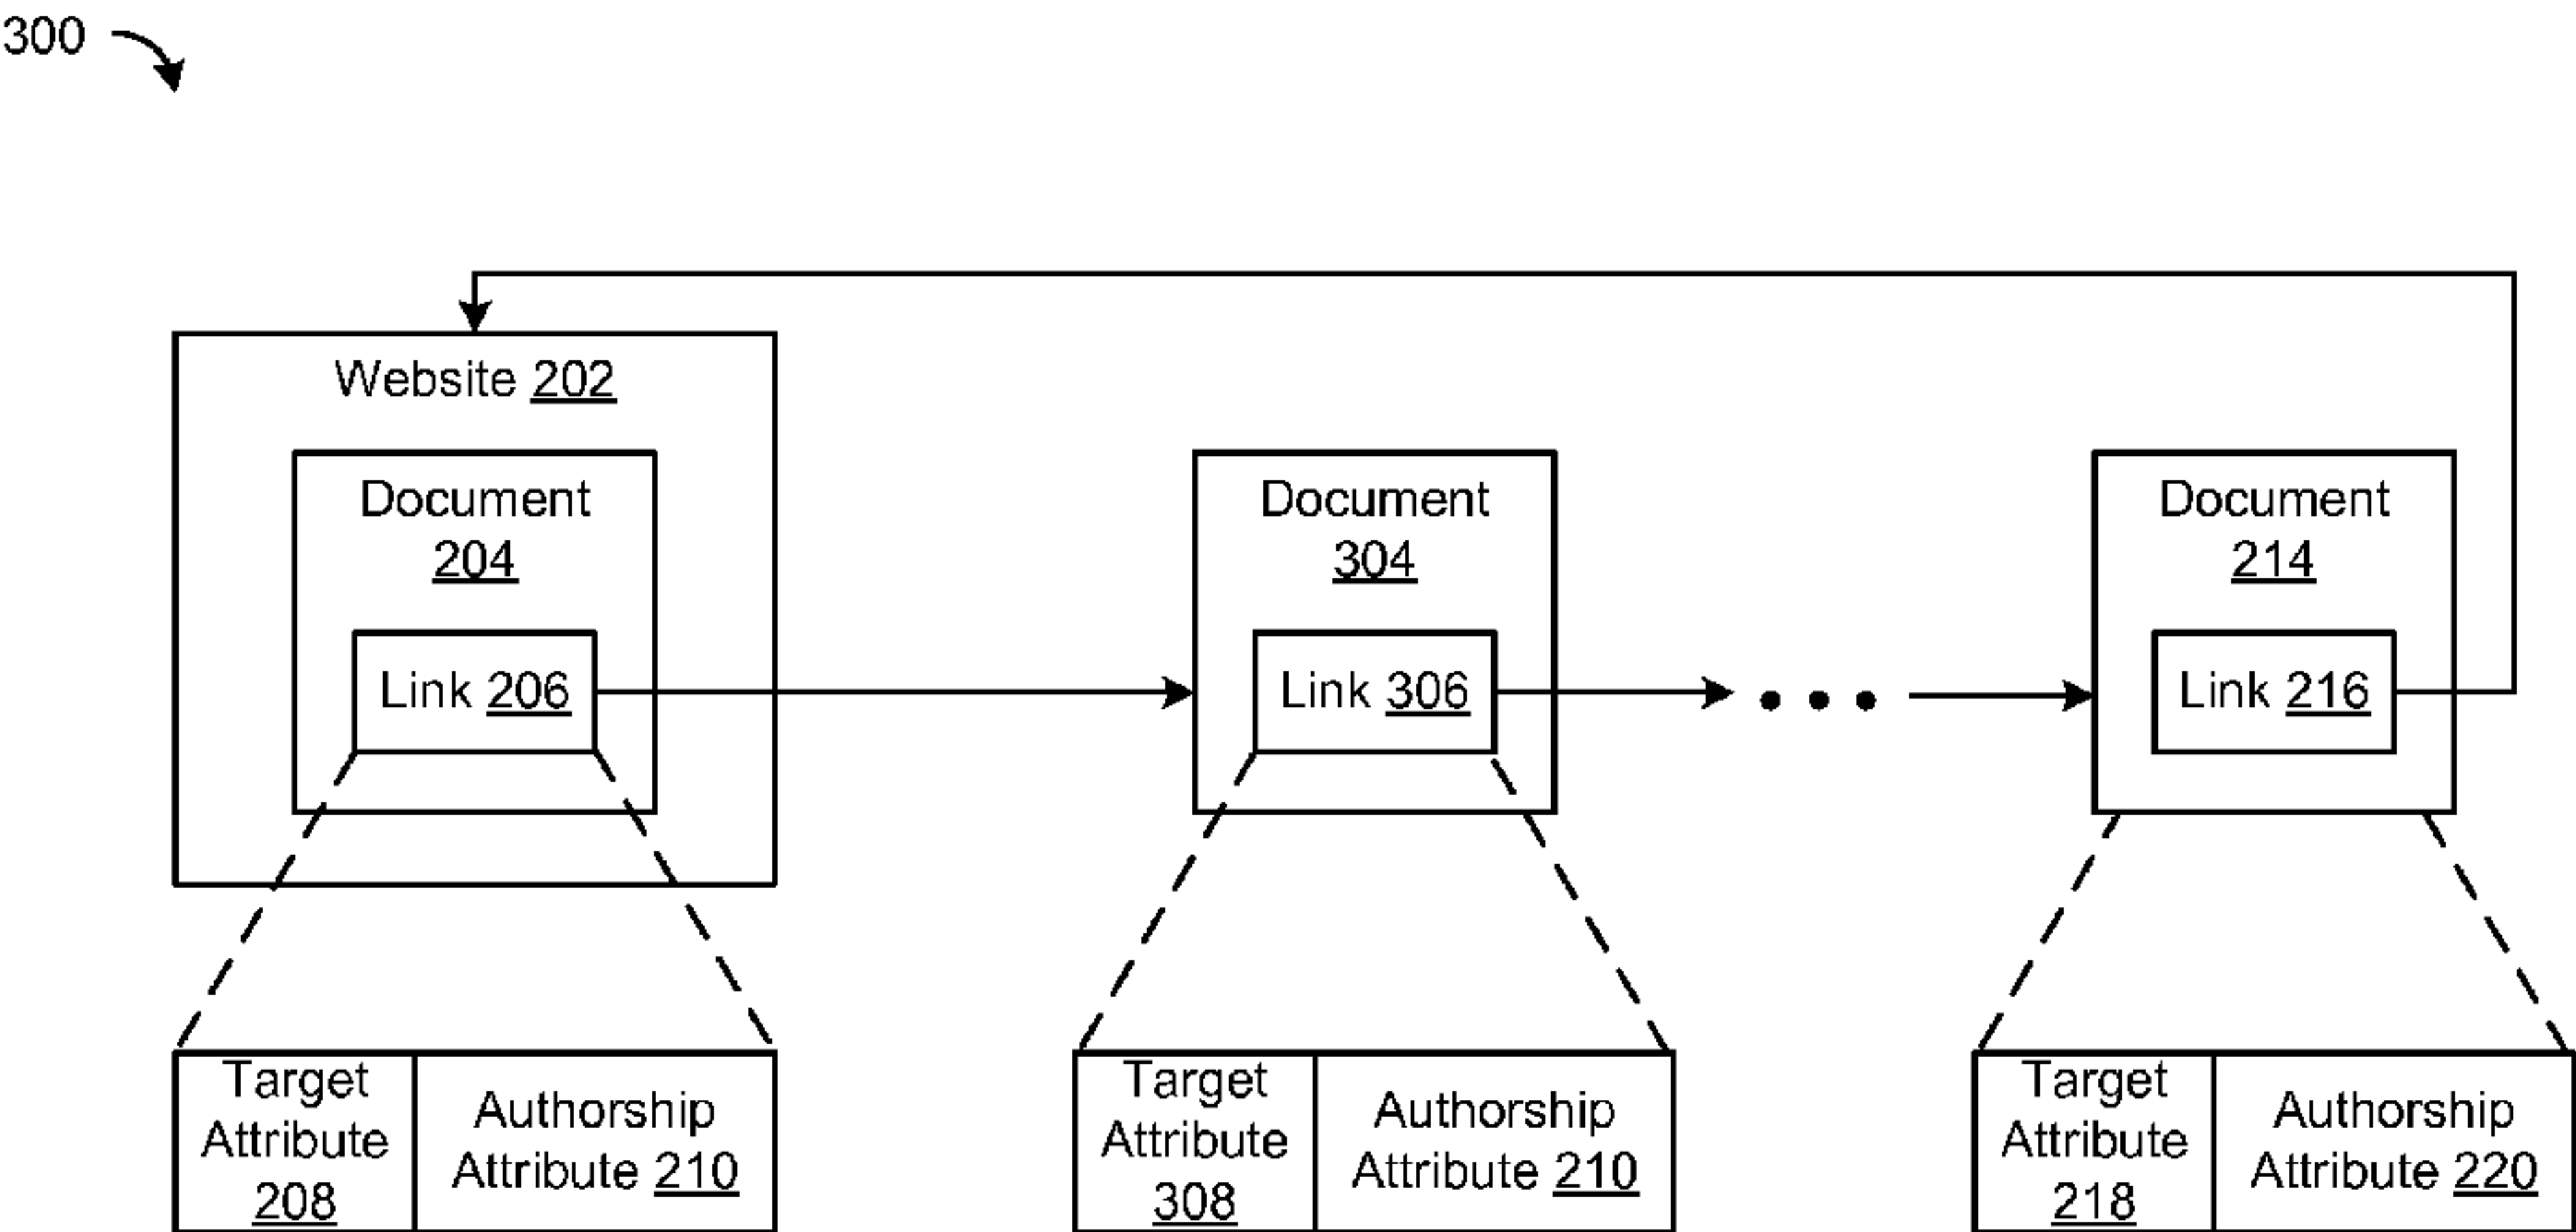 300
Website 202
Document
204
Link 206
Document
304
Link 306
Document
214
Link 216
Target
Attribute
208
Authorship
Attribute 210
Target
Attribute
308
Authorship
Attribute 210
Target
Attribute
218
Authorship
Attribute 220